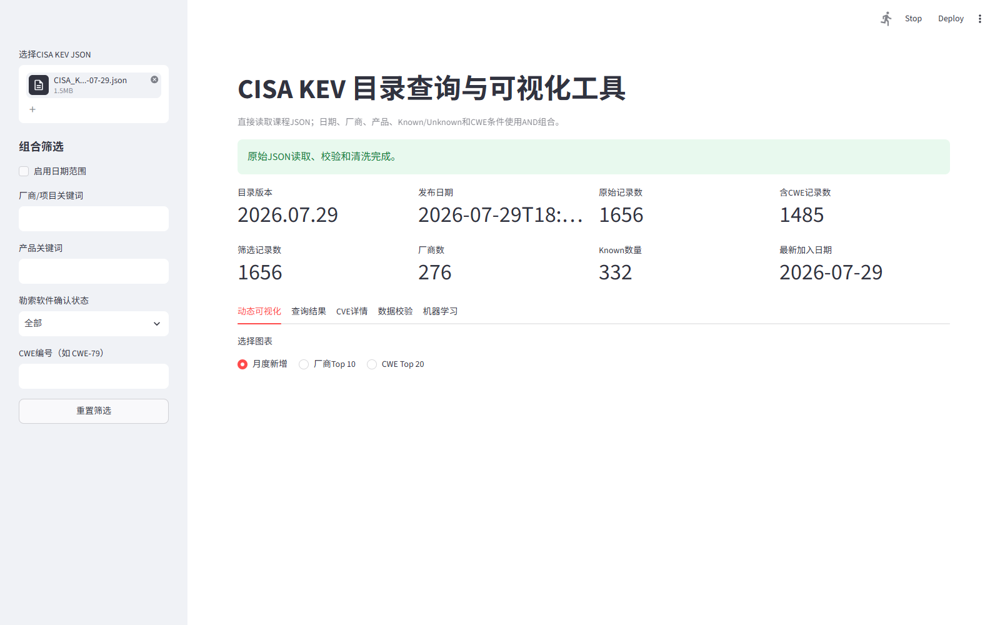 Stop
Deploy
选择CISA KEV JSON
CISA_K...-07-29.json
1.5MB
组合筛选
启用日期范围
厂商/项目关键词
产品关键词
勒索软件确认状态
全部
CWE编号（如 CWE-79）
重置筛选
CISA KEV 目录查询与可视化工具
直接读取课程JSON；日期、厂商、产品、Known/Unknown和CWE条件使用AND组合。
原始JSON读取、校验和清洗完成。
目录版本
2026.07.29
发布日期
2026-07-29T18:...
原始记录数
1656
含CWE记录数
1485
筛选记录数
1656
厂商数
276
Known数量
332
最新加入日期
2026-07-29
动态可视化 查询结果 CVE详情 数据校验 机器学习
选择图表
月度新增 厂商Top 10 CWE Top 20